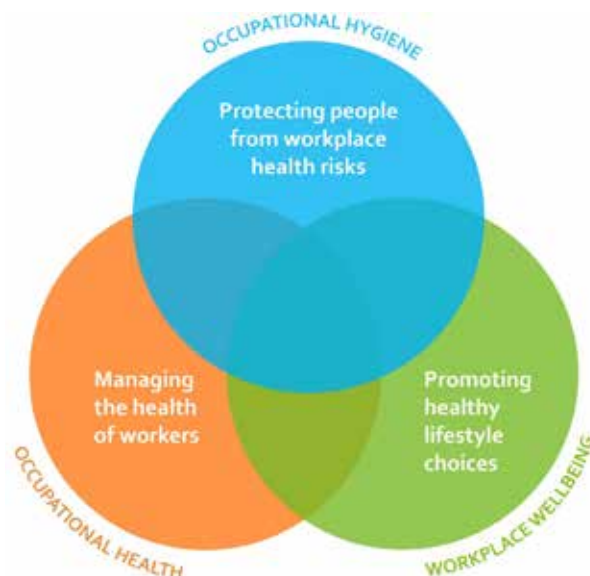 OCCUPATIONAL HYGIENE
Protecting people
from workplace
health risks
Managing
the health
of workers
Promoting
healthy
lifestyle
choices
OCCUPATIONAL HEALTH
WORKPLACE WELLBEING